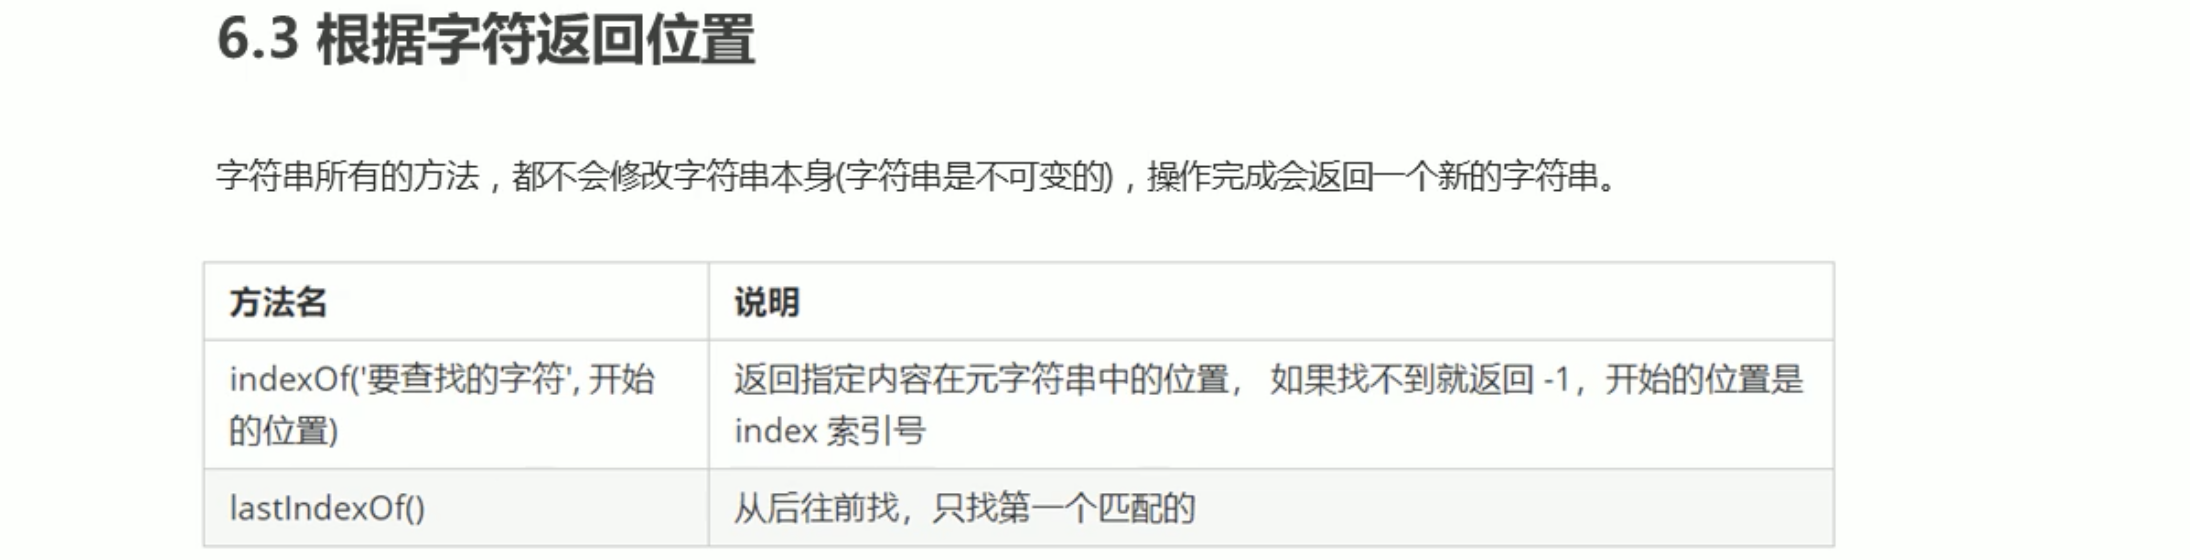 6.3 根据字符返回位置
字符串所有的方法，都不会修改字符串本身(字符串是不可变的)，操作完成会返回一个新的字符串。
方法名 说明
indexOf('要查找的字符', 开始 返回指定内容在元字符串中的位置， 如果找不到就返回 -1，开始的位置是
的位置) index 索引号
lastIndexOf() 从后往前找，只找第一个匹配的